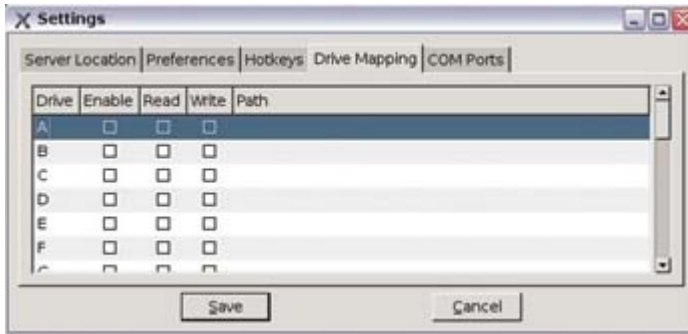 Settings
Server Location Preferences Hotkeys Drive Mapping COM Ports
Drive Enable Read Write Path
A
B
C
D
E
F
Save Cancel